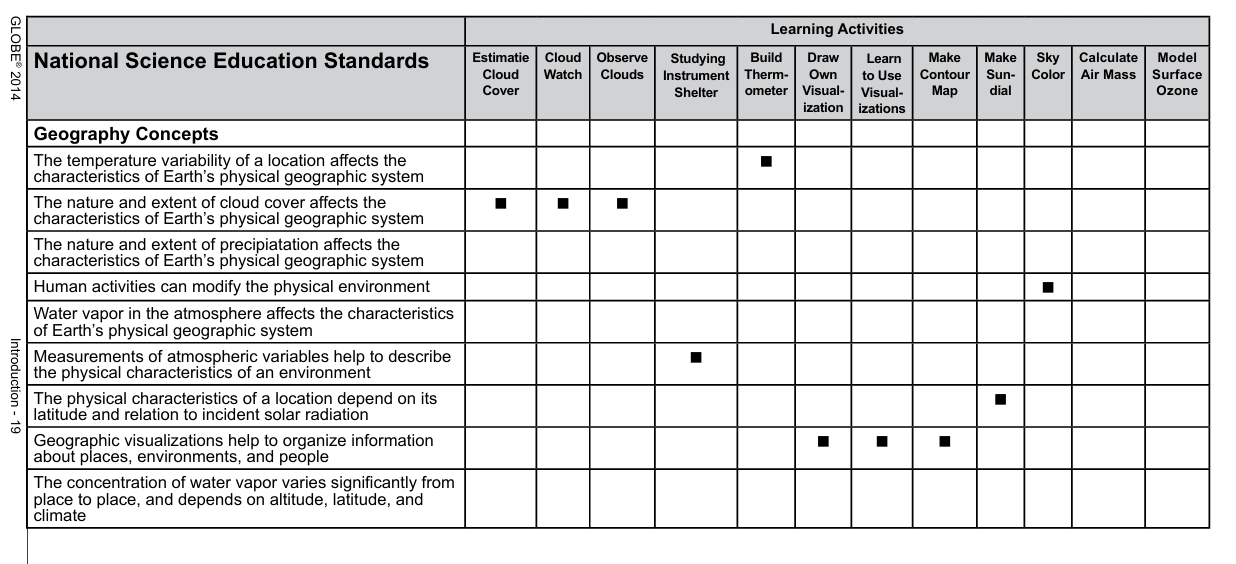 GLOBE® 2014
Introduction - 19
Learning Activities
National Science Education Standards
Estimatie
Cloud
Cover
Cloud
Watch
Observe
Clouds
Studying
Instrument
Shelter
Build
Therm-
ometer
Draw
Own
Visual-
ization
Learn
to Use
Visual-
izations
Make
Contour
Map
Make
Sun-
dial
Sky
Color
Calculate
Air Mass
Model
Surface
Ozone
Geography Concepts
The temperature variability of a location affects the
characteristics of Earth's physical geographic system
The nature and extent of cloud cover affects the
characteristics of Earth's physical geographic system
The nature and extent of precipiatation affects the
characteristics of Earth's physical geographic system
Human activities can modify the physical environment
Water vapor in the atmosphere affects the characteristics
of Earth's physical geographic system
Measurements of atmospheric variables help to describe
the physical characteristics of an environment
The physical characteristics of a location depend on its
latitude and relation to incident solar radiation
Geographic visualizations help to organize information
about places, environments, and people
The concentration of water vapor varies significantly from
place to place, and depends on altitude, latitude, and
climate